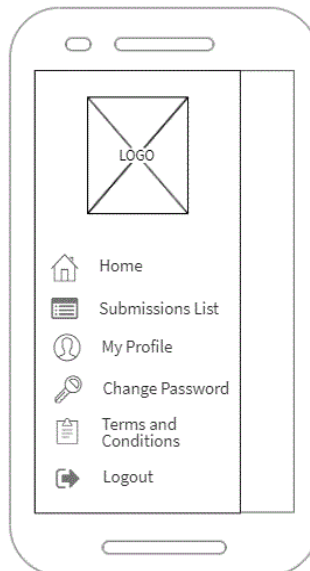 LOGO
Home
Submissions List
My Profile
Change Password
Terms and
Conditions
Logout